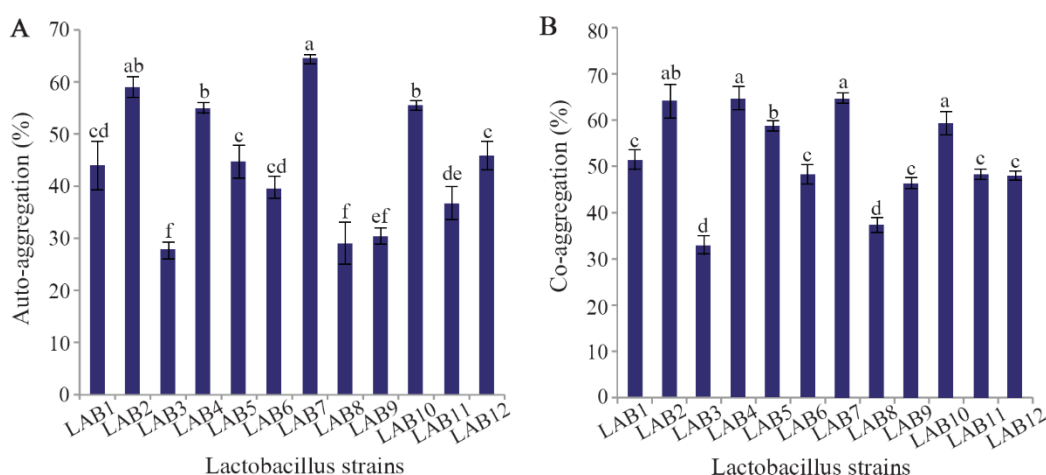 A
Auto-aggregation (%)
70
60
50
40
30
20
10
0
cd
ab
f
b
c
cd
a
f
ef
b
de
c
LAB1
LAB2
LAB3
LAB4
LAB5
LAB6
LAB7
LAB8
LAB9
LAB10
LAB11
LAB12
Lactobacillus strains
B
Co-aggregation (%)
80
70
60
50
40
30
20
10
0
c
ab
d
a
b
c
a
d
c
a
c
c
LAB1
LAB2
LAB3
LAB4
LAB5
LAB6
LAB7
LAB8
LAB9
LAB10
LAB11
LAB12
Lactobacillus strains